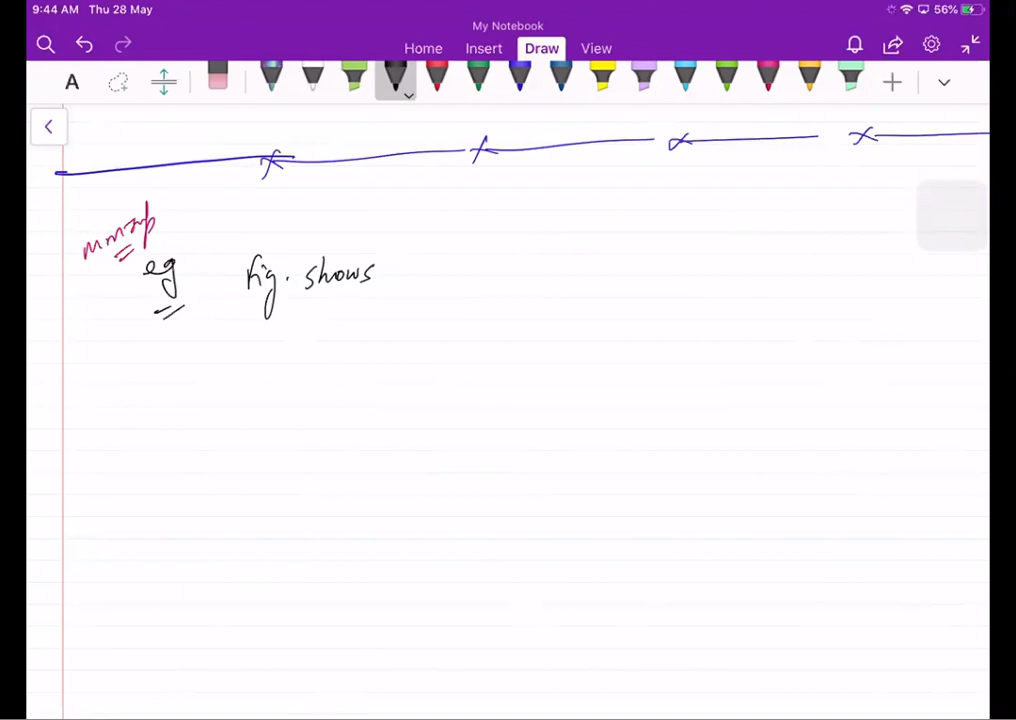 9:44 AM Thu 28 May
56%
My Notebook
Home Insert Draw View
A
eg fig. shows